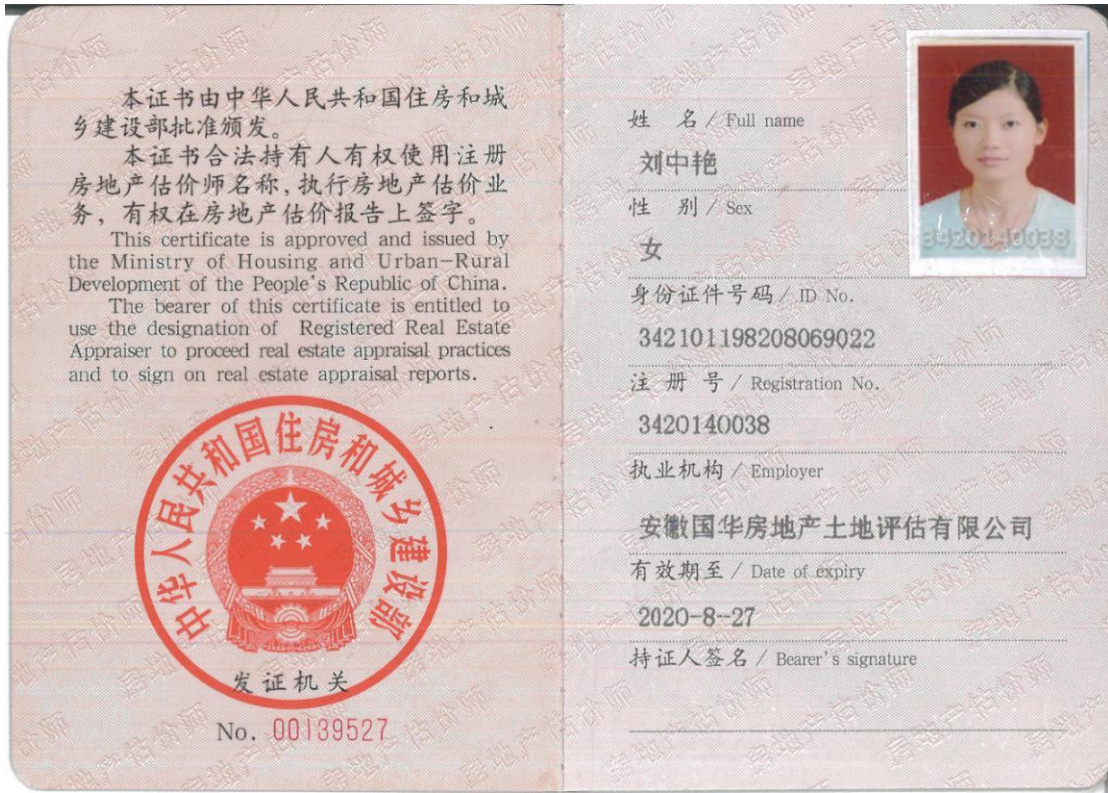 本证书由中华人民共和国住房和城
乡建设部批准颁发。
本证书合法持有人有权使用注册
房地产估价师名称,执行房地产估价业
务,有权在房地产估价报告上签字。
This certificate is approved and issued by
the Ministry of Housing and Urban-Rural
Development of the People's Republic of China.
The bearer of this certificate is entitled to
use the designation of Registered Real Estate
Appraiser to proceed real estate appraisal practices
and to sign on real estate appraisal reports.
中华人民共和国住房和城乡建设部
发证机关
No. 00139527
姓 名 / Full name
刘中艳
性 别 / Sex
女
身份证件号码 / ID No.
342101198208069022
注 册 号 / Registration No.
3420140038
执业机构 / Employer
安徽国华房地产土地评估有限公司
有效期至 / Date of expiry
2020-8--27
持证人签名 / Bearer's signature
3420140038
房地产估价师